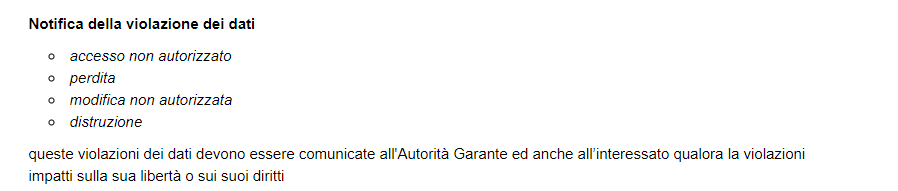 Notifica della violazione dei dati
accesso non autorizzato
perdita
modifica non autorizzata
distruzione
queste violazioni dei dati devono essere comunicate all'Autorità Garante ed anche all'interessato qualora la violazioni
impatti sulla sua libertà o sui suoi diritti